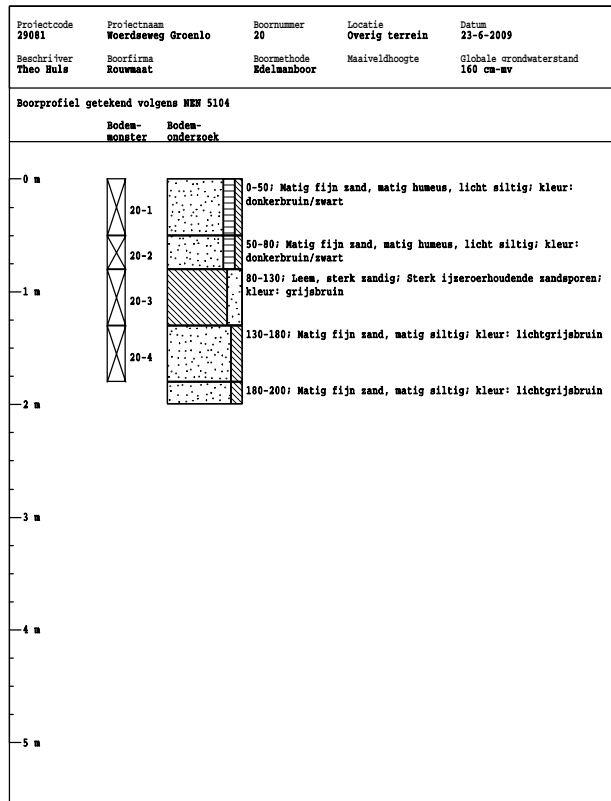 Projectcode Projectnaam Boornummer Locatie Datum
29081 Woerdseweg Groenlo 20 Overig terrein 23-6-2009
Beschrijver Boorfirma Boormethode Maaiveldhoogte Globale grondwaterstand
Theo Huls Rouwmaat Edelmanboor 160 cm-mv
Boorprofiel getekend volgens NEN 5104
Bodem- Bodem-
monster onderzoek
0 m
20-1
0-50; Matig fijn zand, matig humeus, licht siltig; kleur:
donkerbruin/zwart
20-2
50-80; Matig fijn zand, matig humeus, licht siltig; kleur:
donkerbruin/zwart
1 m
20-3
80-130; Leem, sterk zandig; Sterk ijzeroerhoudende zandsporen;
kleur: grijsbruin
20-4
130-180; Matig fijn zand, matig siltig; kleur: lichtgrijsbruin
180-200; Matig fijn zand, matig siltig; kleur: lichtgrijsbruin
2 m
3 m
4 m
5 m